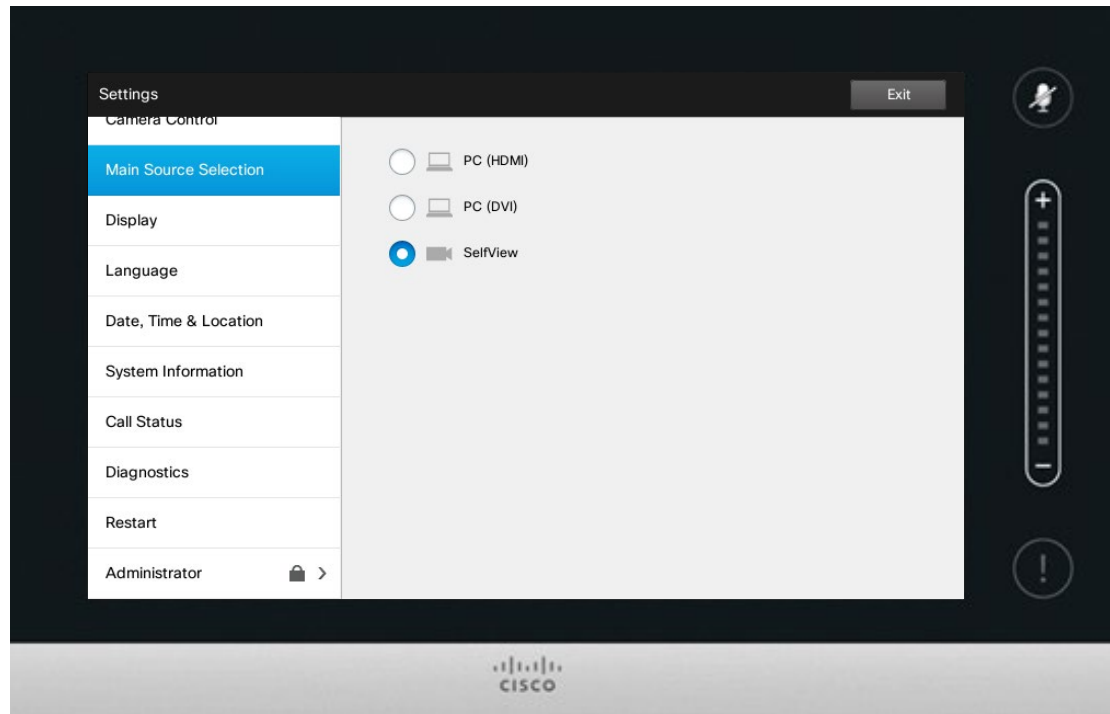 Settings
Exit
Camera Control
Main Source Selection
Display
Language
Date, Time & Location
System Information
Call Status
Diagnostics
Restart
Administrator
PC (HDMI)
PC (DVI)
SelfView
+
−
!
CISCO